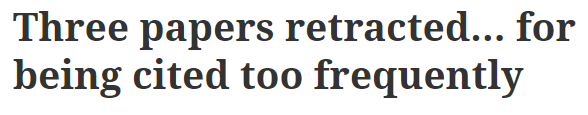 Three papers retracted... for
being cited too frequently